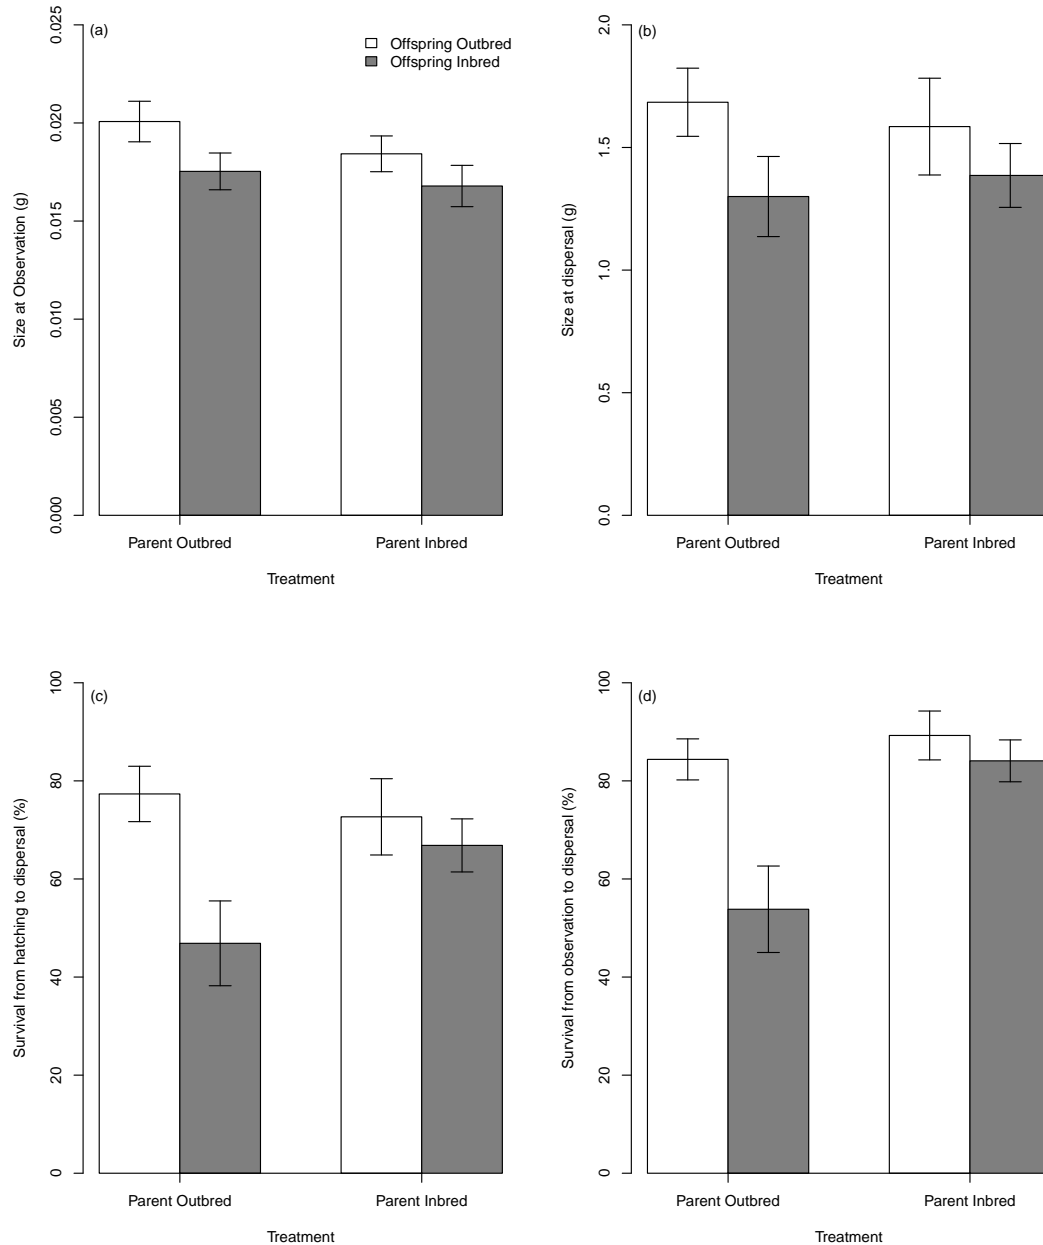 (a)
Offspring Outbred
Offspring Inbred
Size at Observation (g)
0.000
0.005
0.010
0.015
0.020
0.025
Parent Outbred
Parent Inbred
Treatment
(b)
Size at dispersal (g)
0.0
0.5
1.0
1.5
2.0
Parent Outbred
Parent Inbred
Treatment
(c)
Survival from hatching to dispersal (%)
0
20
40
60
80
100
Parent Outbred
Parent Inbred
Treatment
(d)
Survival from observation to dispersal (%)
0
20
40
60
80
100
Parent Outbred
Parent Inbred
Treatment